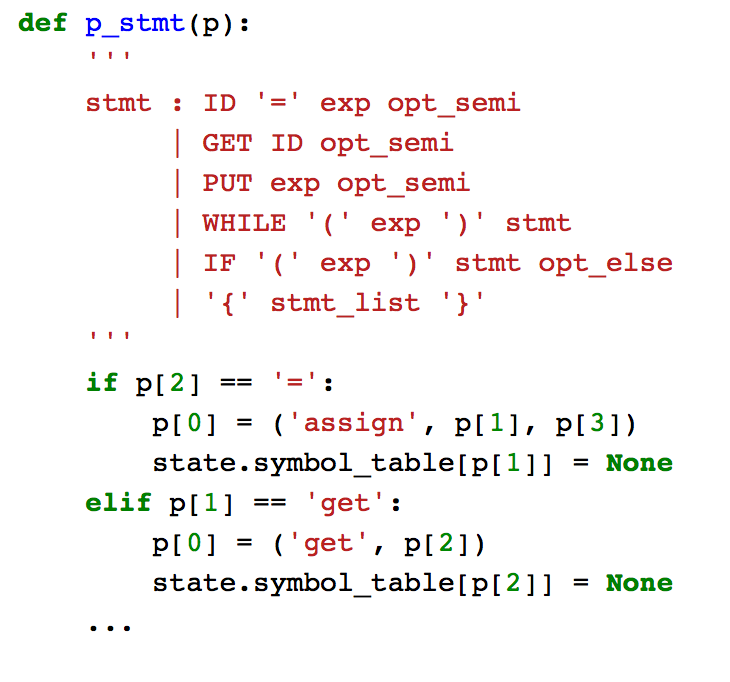 def p_stmt(p):
    '''
    stmt : ID '=' exp opt_semi
         | GET ID opt_semi
         | PUT exp opt_semi
         | WHILE '(' exp ')' stmt
         | IF '(' exp ')' stmt opt_else
         | '{' stmt_list '}'
    '''
    if p[2] == '=':
        p[0] = ('assign', p[1], p[3])
        state.symbol_table[p[1]] = None
    elif p[1] == 'get':
        p[0] = ('get', p[2])
        state.symbol_table[p[2]] = None
    ...